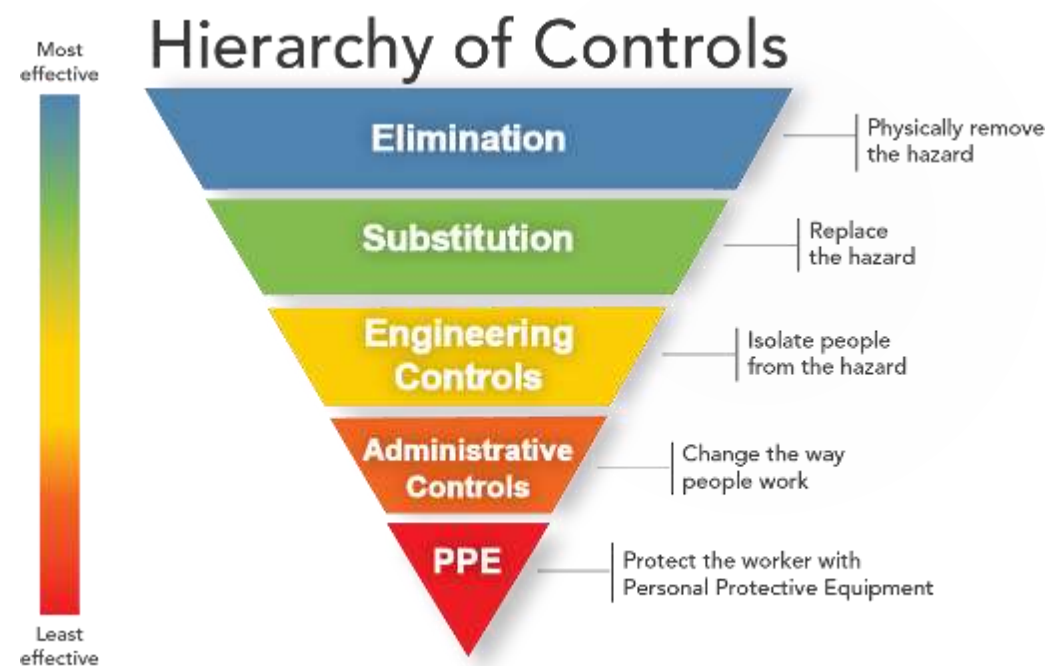 Hierarchy of Controls
Most
effective
Elimination
Physically remove
the hazard
Substitution
Replace
the hazard
Engineering
Controls
Isolate people
from the hazard
Administrative
Controls
Change the way
people work
PPE
Protect the worker with
Personal Protective Equipment
Least
effective